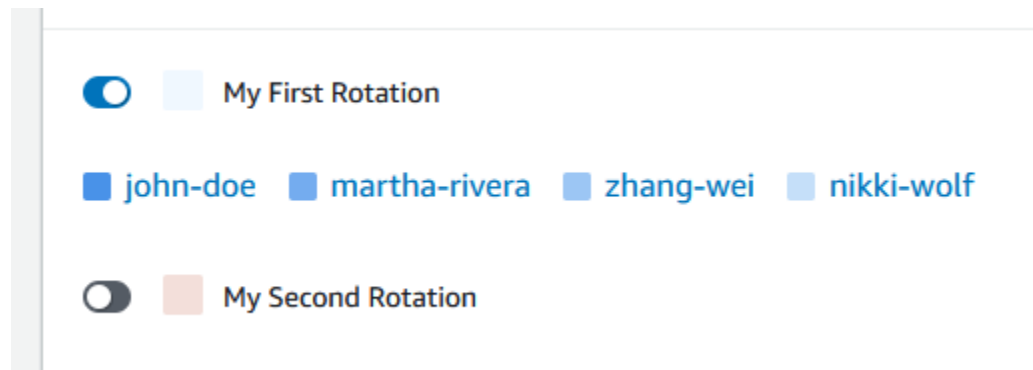 My First Rotation
john-doe martha-rivera zhang-wei nikki-wolf
My Second Rotation